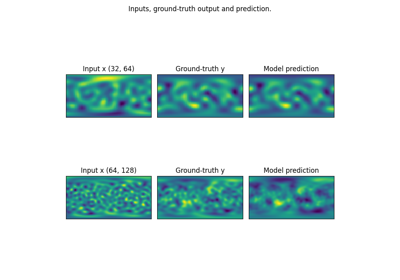 Inputs, ground-truth output and prediction.
Input x (32, 64) Ground-truth y Model prediction
Input x (64, 128) Ground-truth y Model prediction